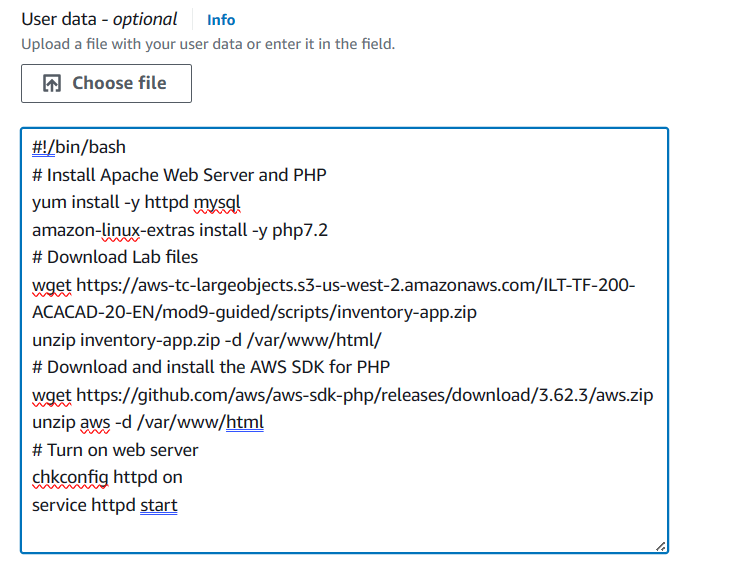 User data - optional Info
Upload a file with your user data or enter it in the field.
Choose file
#!/bin/bash
# Install Apache Web Server and PHP
yum install -y httpd mysql
amazon-linux-extras install -y php7.2
# Download Lab files
wget https://aws-tc-largeobjects.s3-us-west-2.amazonaws.com/ILT-TF-200-
ACACAD-20-EN/mod9-guided/scripts/inventory-app.zip
unzip inventory-app.zip -d /var/www/html/
# Download and install the AWS SDK for PHP
wget https://github.com/aws/aws-sdk-php/releases/download/3.62.3/aws.zip
unzip aws -d /var/www/html
# Turn on web server
chkconfig httpd on
service httpd start